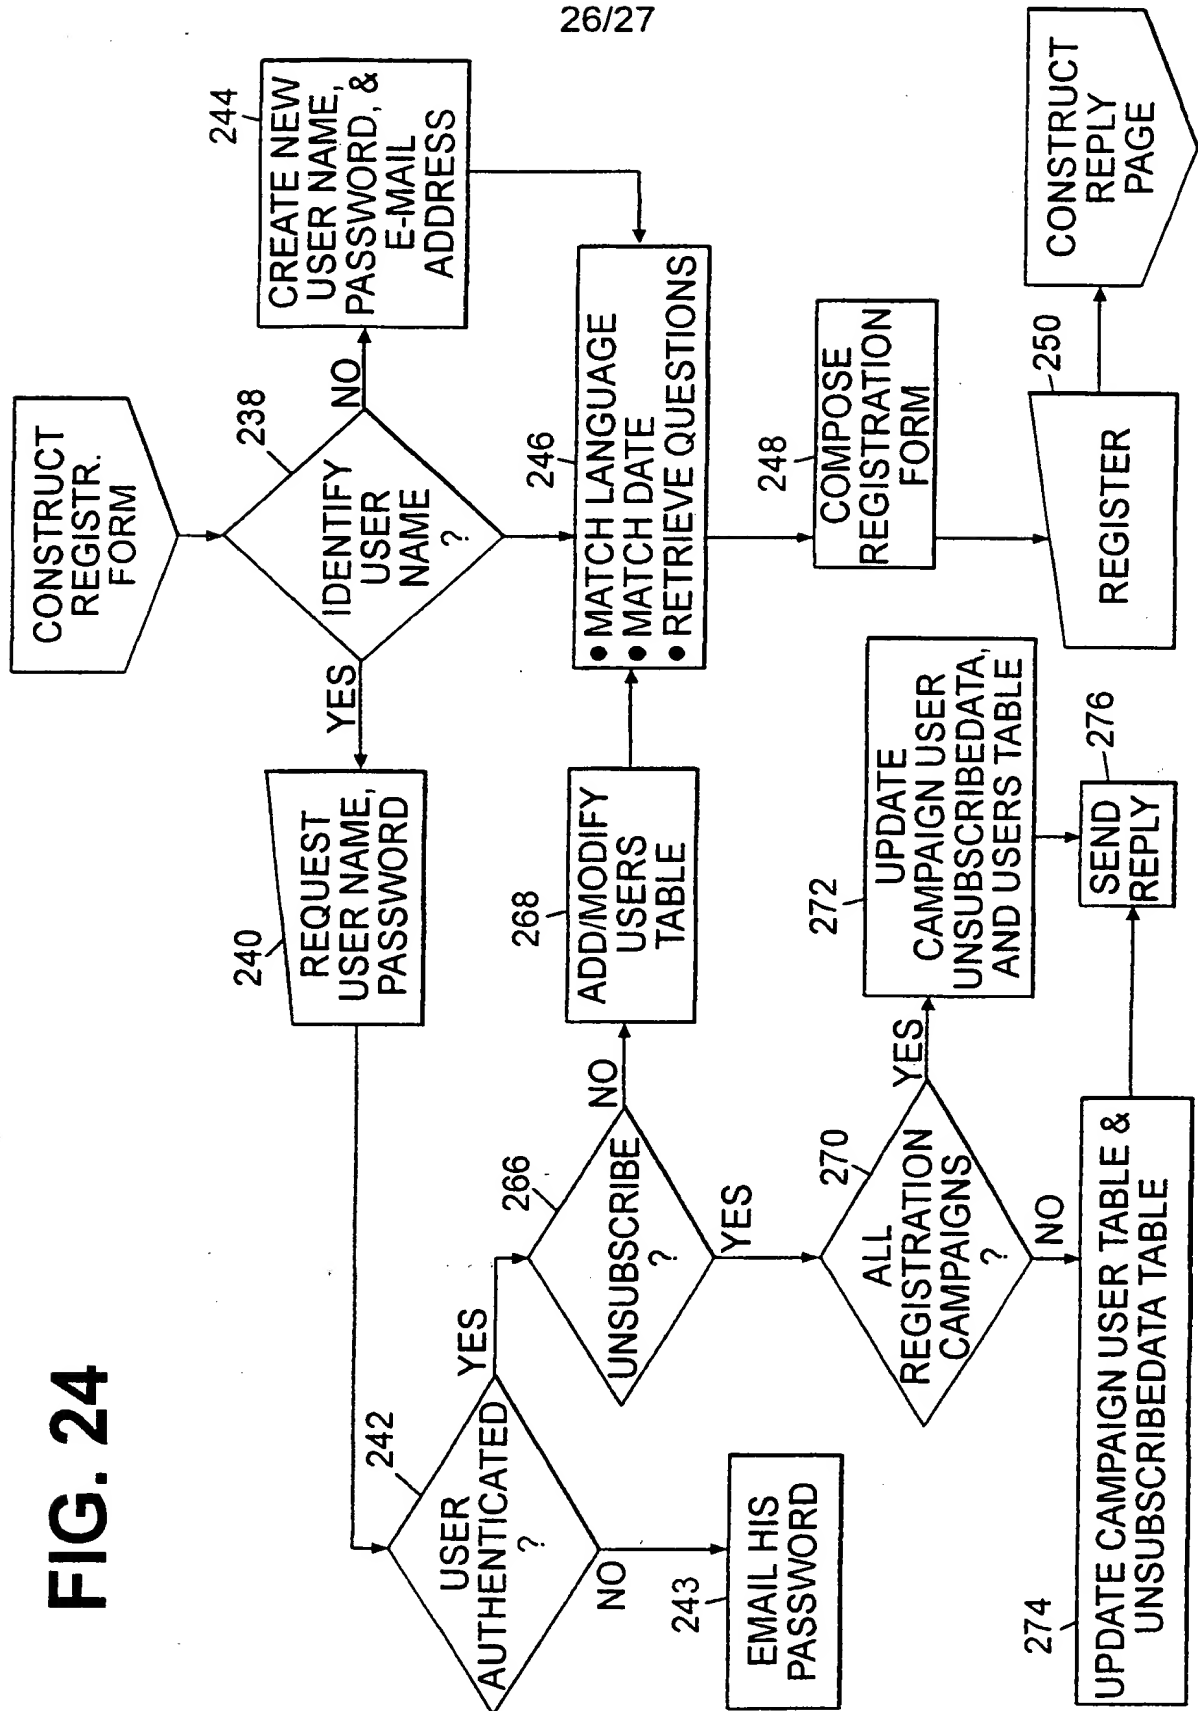 26/27
FIG. 24
CONSTRUCT
REGISTR.
FORM
238
IDENTIFY
USER
NAME
?
YES
NO
244
CREATE NEW
USER NAME,
PASSWORD, &
E-MAIL
ADDRESS
240
REQUEST
USER NAME,
PASSWORD
242
USER
AUTHENTICATED
?
YES
NO
243
EMAIL HIS
PASSWORD
266
UNSUBSCRIBE
?
NO
YES
268
ADD/MODIFY
USERS
TABLE
246
● MATCH LANGUAGE
● MATCH DATE
● RETRIEVE QUESTIONS
248
COMPOSE
REGISTRATION
FORM
250
REGISTER
CONSTRUCT
REPLY
PAGE
270
ALL
REGISTRATION
CAMPAIGNS
?
YES
NO
272
UPDATE
CAMPAIGN USER
UNSUBSCRIBEDATA,
AND USERS TABLE
274
UPDATE CAMPAIGN USER TABLE &
UNSUBSCRIBEDATA TABLE
276
SEND
REPLY